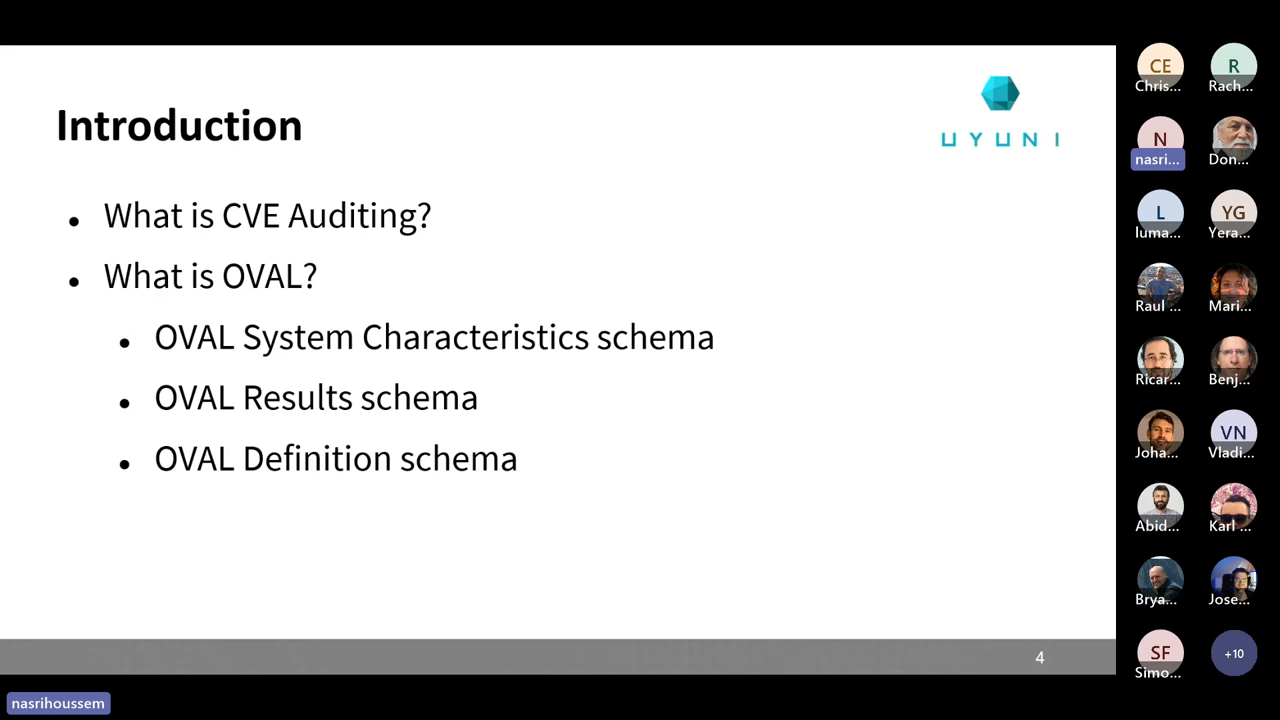 Introduction
UYUNI
What is CVE Auditing?
What is OVAL?
OVAL System Characteristics schema
OVAL Results schema
OVAL Definition schema
4
nasrihoussem
CE
Chris...
R
Rach...
N
nasri...
Don...
L
luma...
YG
Yera...
Raul ...
Mari...
Ricar...
Benj...
Joha...
VN
Vladi...
Abid...
Karl ...
Brya...
Jose...
SF
Simo...
+10